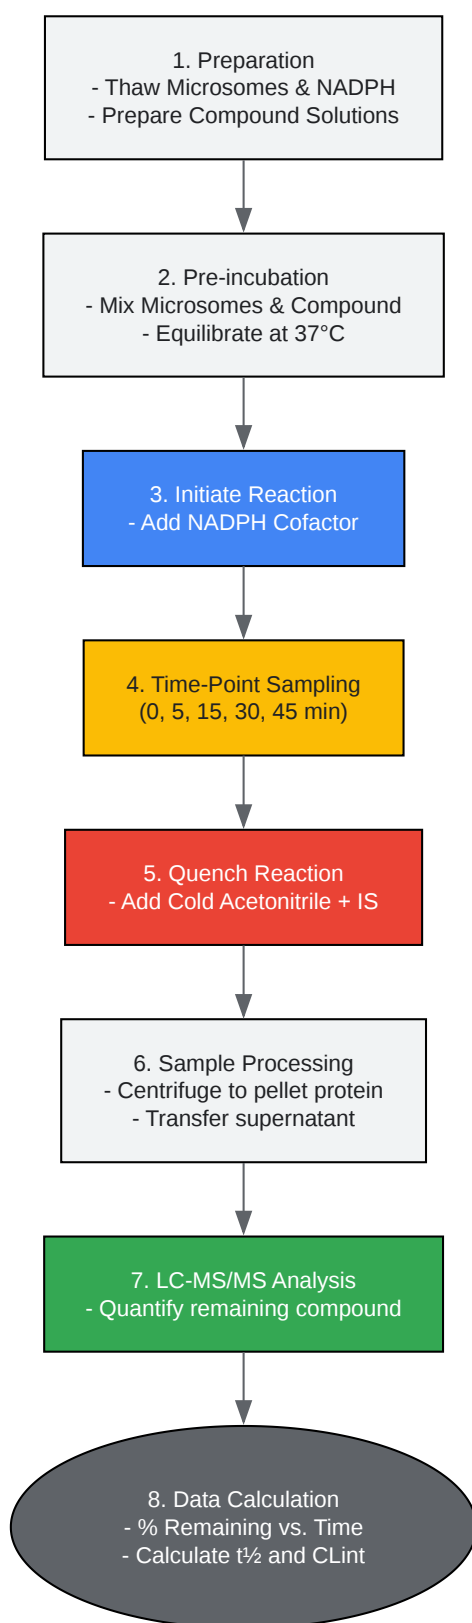 1. Preparation
- Thaw Microsomes & NADPH
- Prepare Compound Solutions
2. Pre-incubation
- Mix Microsomes & Compound
- Equilibrate at 37°C
3. Initiate Reaction
- Add NADPH Cofactor
4. Time-Point Sampling
(0, 5, 15, 30, 45 min)
5. Quench Reaction
- Add Cold Acetonitrile + IS
6. Sample Processing
- Centrifuge to pellet protein
- Transfer supernatant
7. LC-MS/MS Analysis
- Quantify remaining compound
8. Data Calculation
- % Remaining vs. Time
- Calculate t½ and CLint